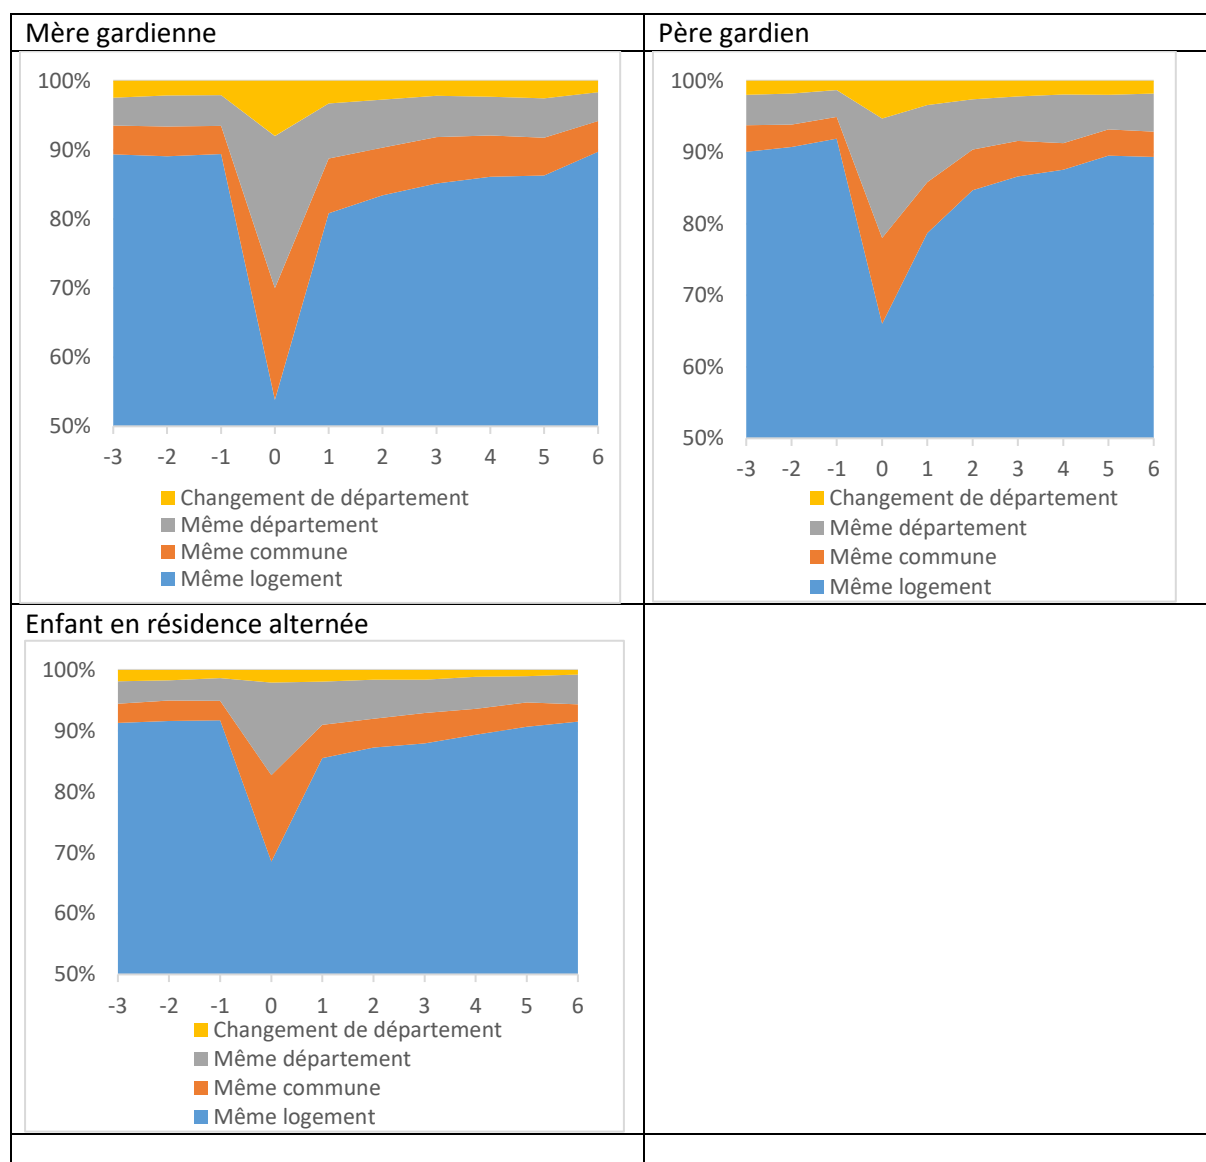 Mère gardienne
100%
90%
80%
70%
60%
50%
-3 -2 -1 0 1 2 3 4 5 6
Changement de département
Même département
Même commune
Même logement
Père gardien
100%
90%
80%
70%
60%
50%
-3 -2 -1 0 1 2 3 4 5 6
Changement de département
Même département
Même commune
Même logement
Enfant en résidence alternée
100%
90%
80%
70%
60%
50%
-3 -2 -1 0 1 2 3 4 5 6
Changement de département
Même département
Même commune
Même logement